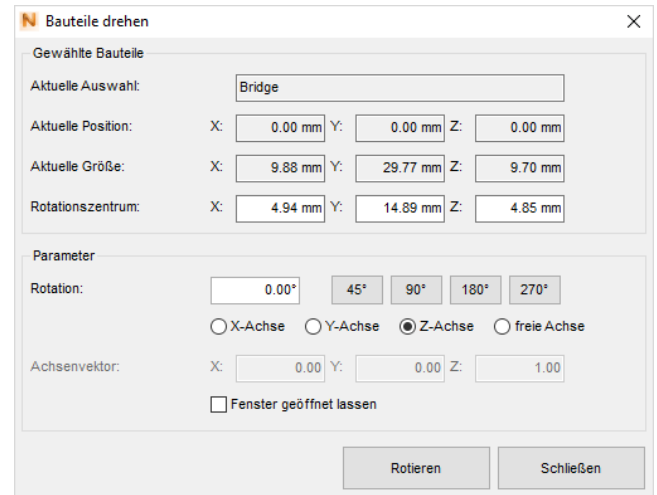 Bauteile drehen
Gewählte Bauteile
Aktuelle Auswahl: Bridge
Aktuelle Position: X: 0.00 mm Y: 0.00 mm Z: 0.00 mm
Aktuelle Größe: X: 9.88 mm Y: 29.77 mm Z: 9.70 mm
Rotationszentrum: X: 4.94 mm Y: 14.89 mm Z: 4.85 mm
Parameter
Rotation: 0.00° 45° 90° 180° 270°
X-Achse Y-Achse Z-Achse freie Achse
Achsenvektor: X: 0.00 Y: 0.00 Z: 1.00
Fenster geöffnet lassen
Rotieren Schließen